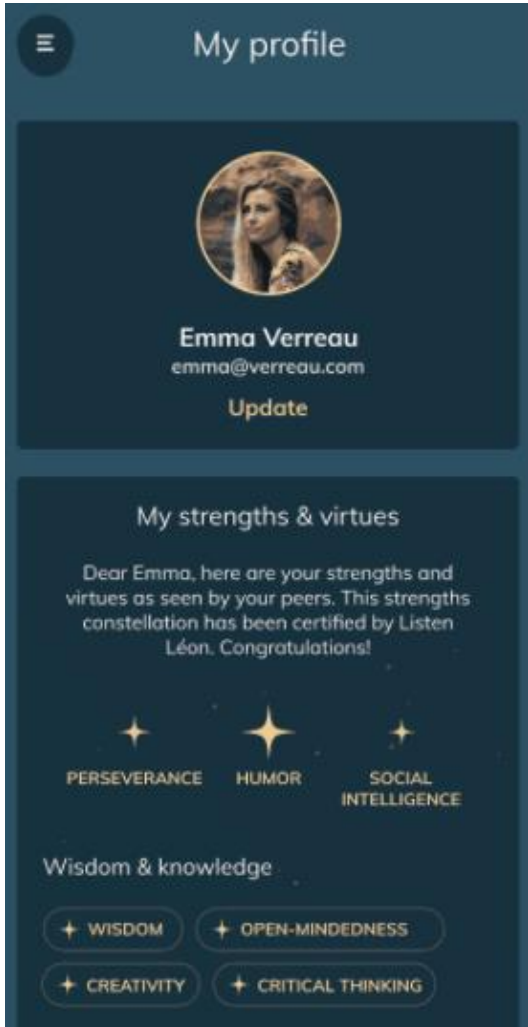 My profile
Emma Verreau
emma@verreau.com
Update
My strengths & virtues
Dear Emma, here are your strengths and
virtues as seen by your peers. This strengths
constellation has been certified by Listen
Léon. Congratulations!
PERSEVERANCE
HUMOR
SOCIAL
INTELLIGENCE
Wisdom & knowledge
WISDOM
OPEN-MINDEDNESS
CREATIVITY
CRITICAL THINKING